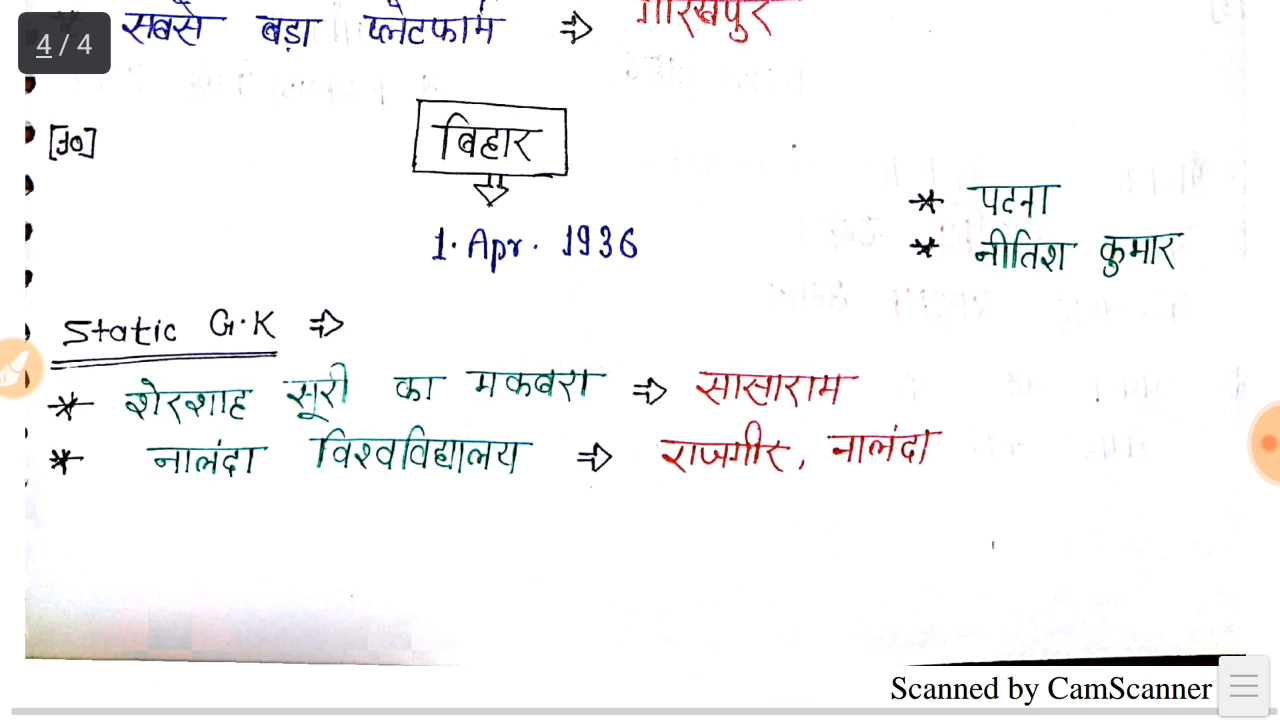 * सबसे बड़ा प्लेटफार्म ⇒ गोरखपुर
4 / 4
[30] बिहार
1. Apr. 1936
* पटना
* नीतिश कुमार
Static G.K ⇒
* शेरशाह सूरी का मकबरा ⇒ सासाराम
* नालंदा विश्वविद्यालय ⇒ राजगीर, नालंदा
Scanned by CamScanner